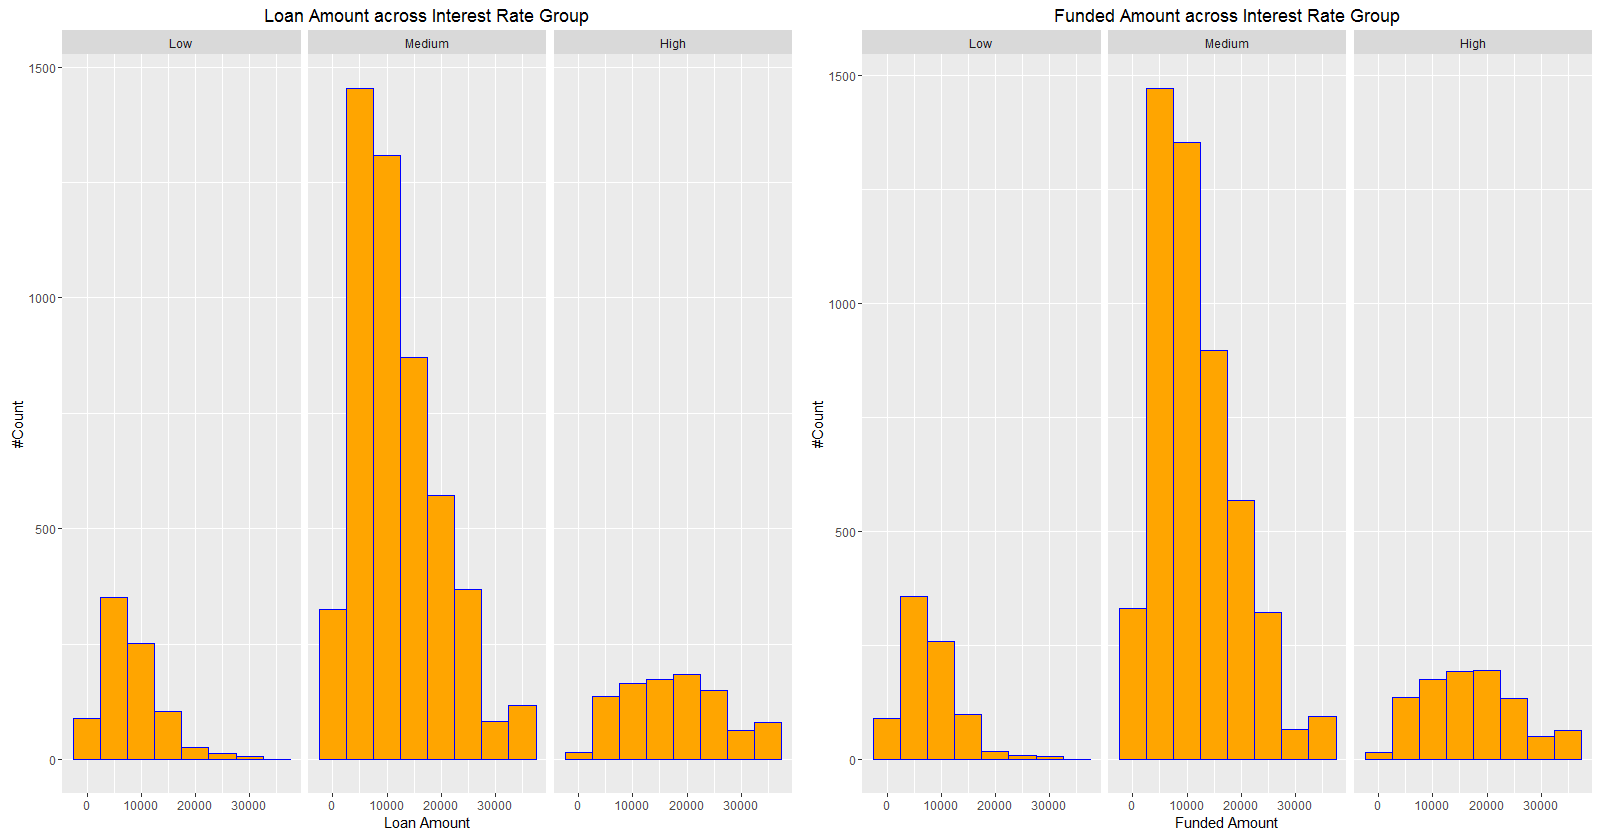 Loan Amount across Interest Rate Group
Low
Medium
High
1500
1000
500
0
#Count
0 10000 20000 30000
0 10000 20000 30000
0 10000 20000 30000
Loan Amount
Funded Amount across Interest Rate Group
Low
Medium
High
1500
1000
500
0
#Count
0 10000 20000 30000
0 10000 20000 30000
0 10000 20000 30000
Funded Amount